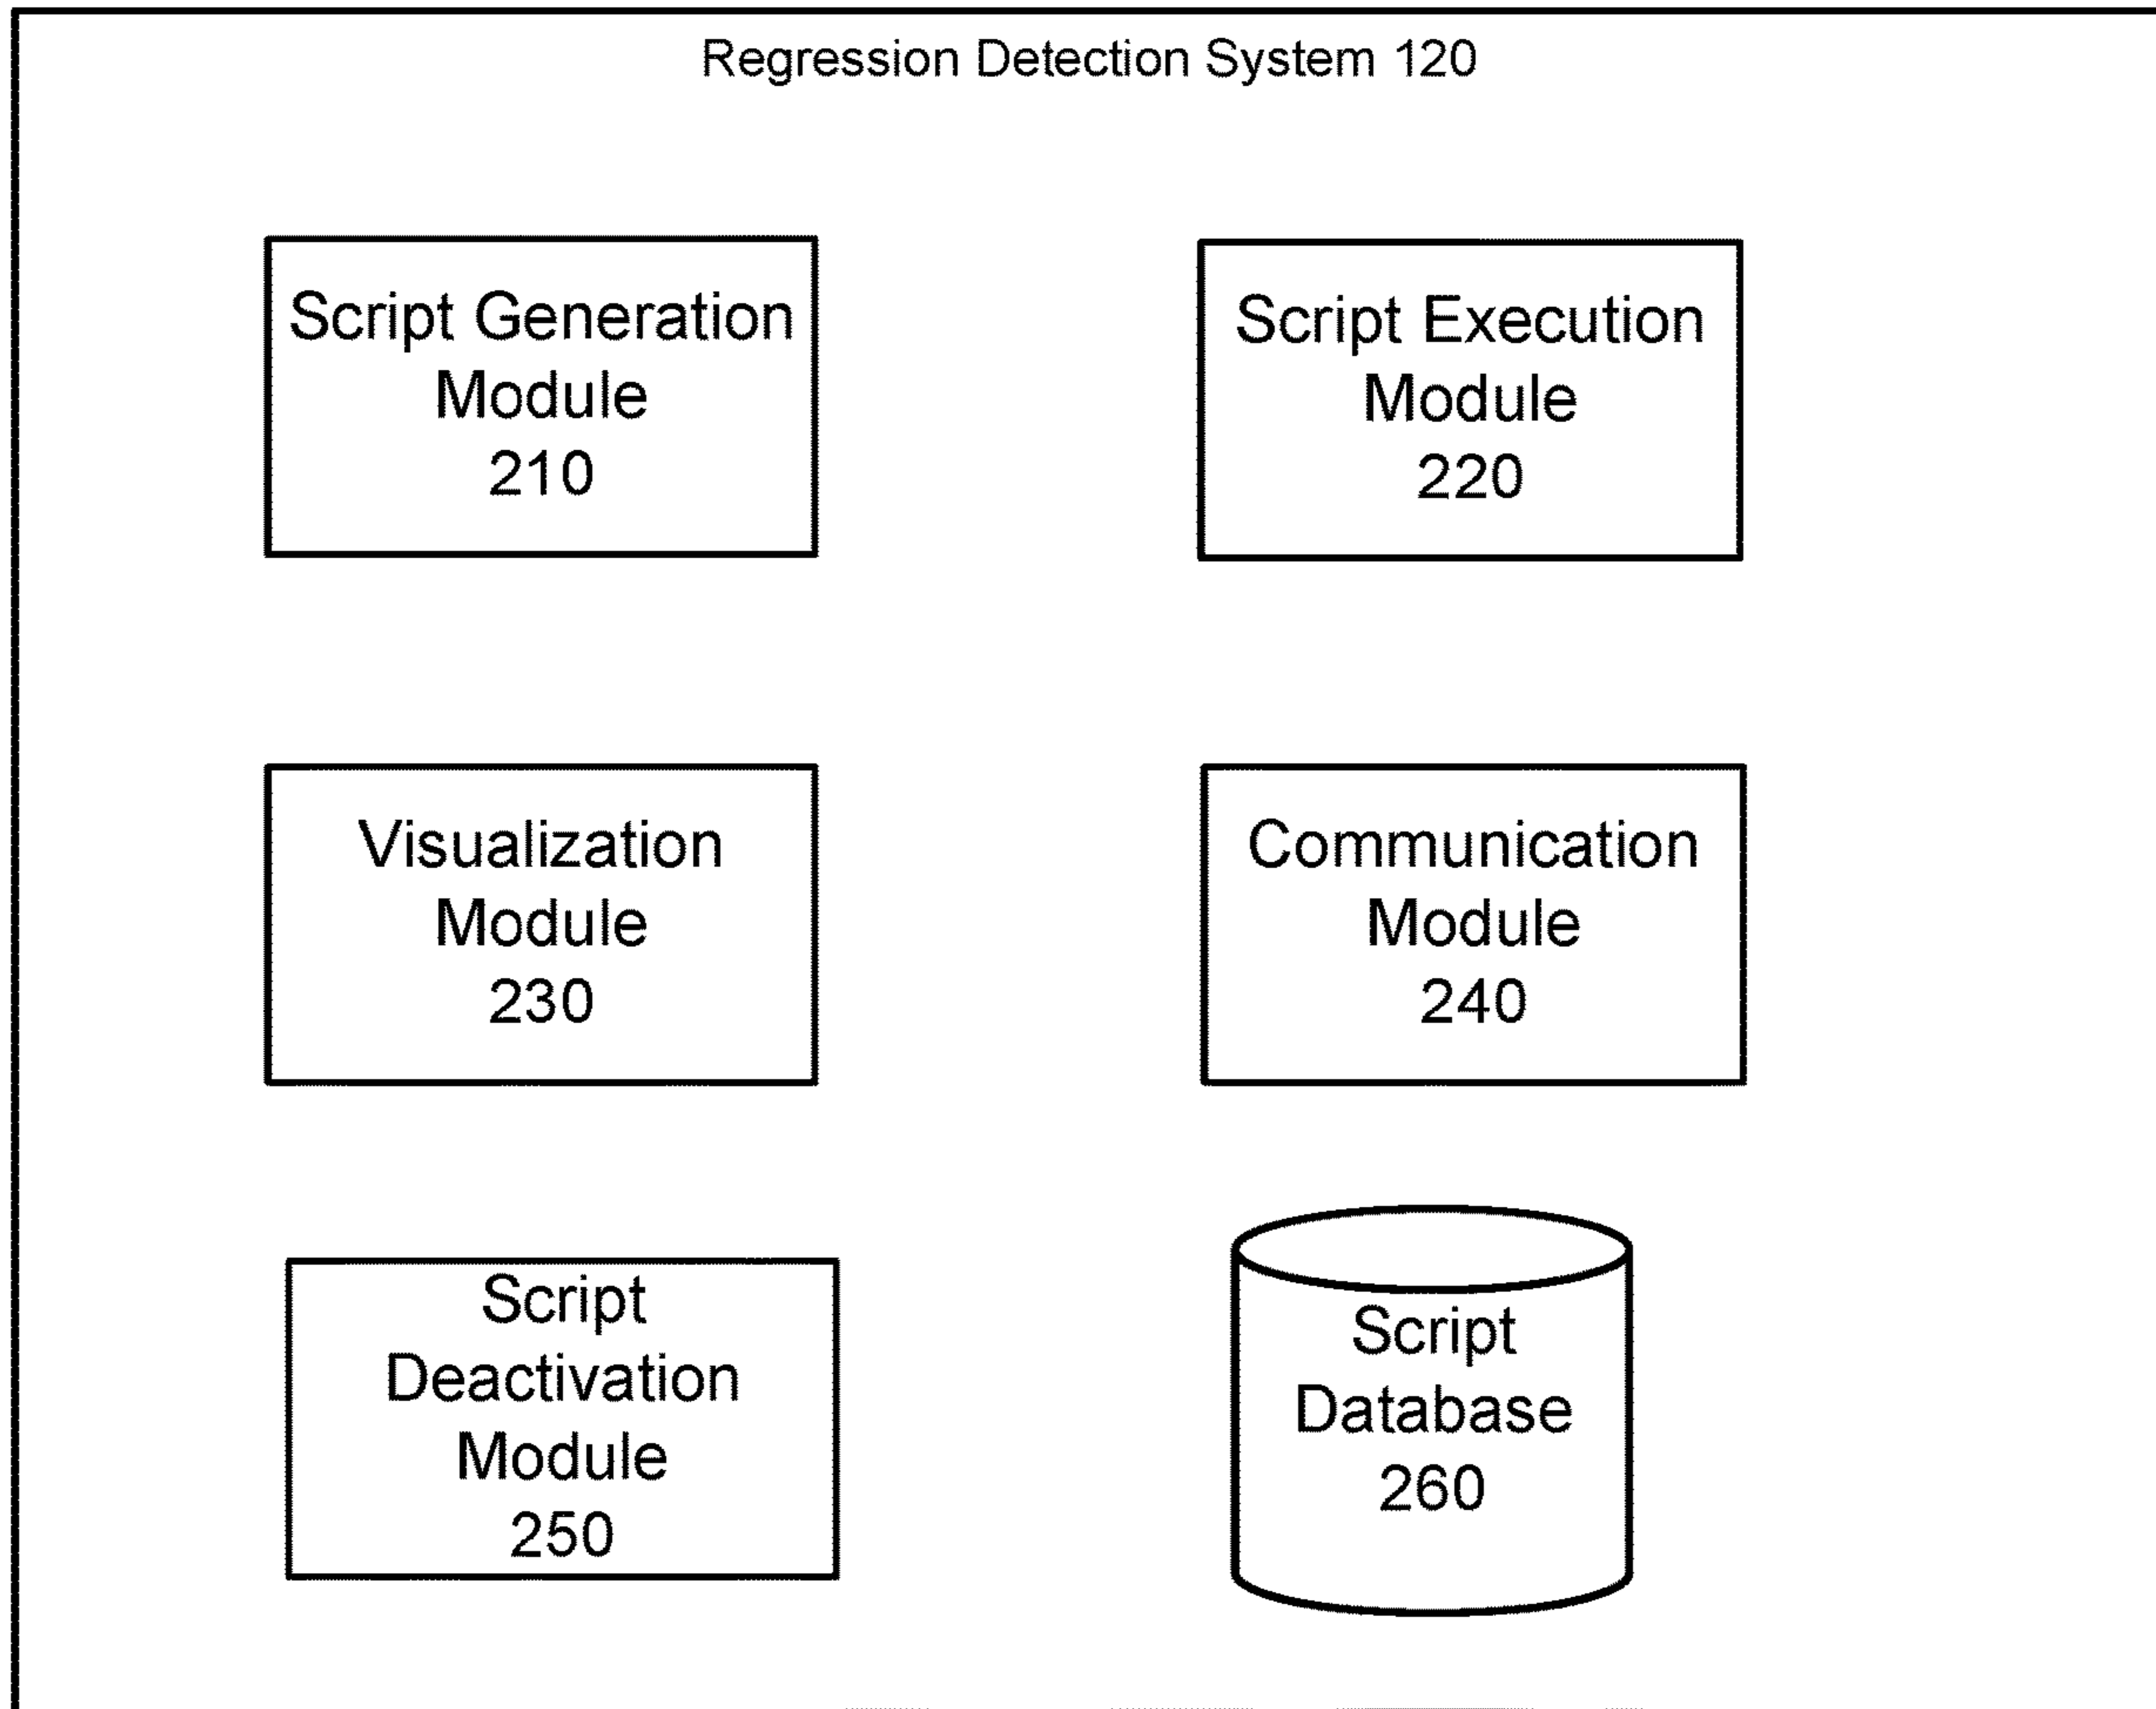 Regression Detection System 120
Script Generation
Module
210
Script Execution
Module
220
Visualization
Module
230
Communication
Module
240
Script
Deactivation
Module
250
Script
Database
260